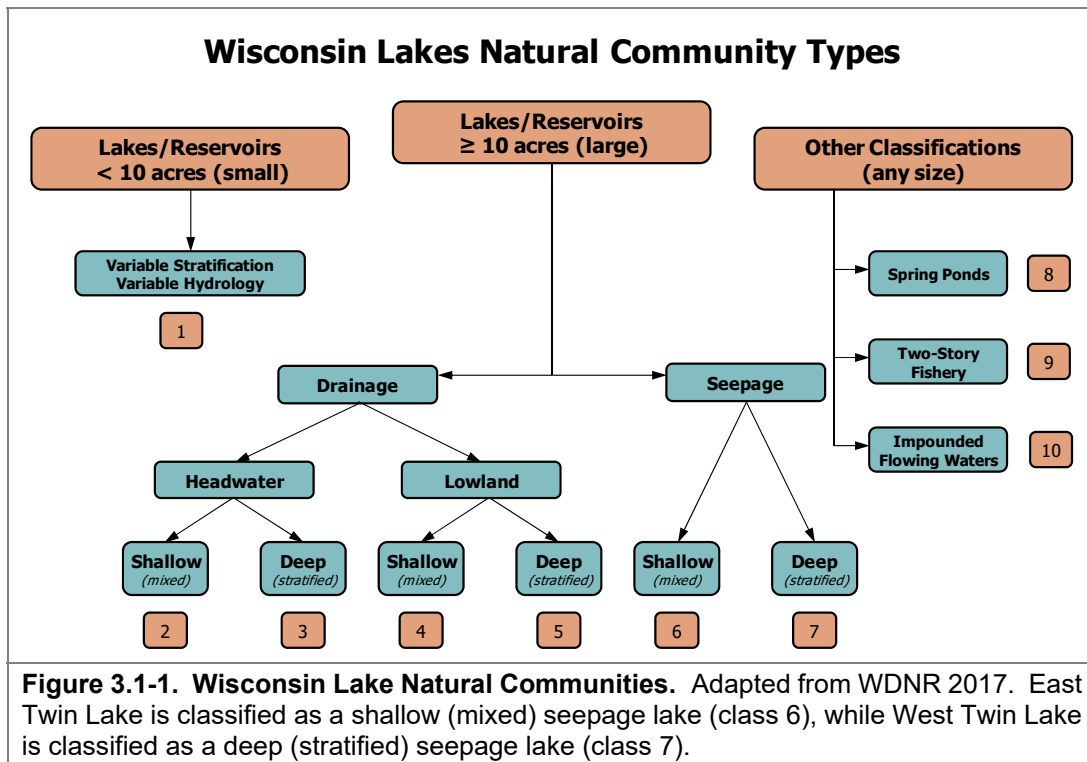 Wisconsin Lakes Natural Community Types
Lakes/Reservoirs
< 10 acres (small)
Lakes/Reservoirs
≥ 10 acres (large)
Other Classifications
(any size)
Variable Stratification
Variable Hydrology
1
Spring Ponds
8
Two-Story
Fishery
9
Impounded
Flowing Waters
10
Drainage
Seepage
Headwater
Lowland
Shallow
(mixed)
Deep
(stratified)
Shallow
(mixed)
Deep
(stratified)
Shallow
(mixed)
Deep
(stratified)
2
3
4
5
6
7
Figure 3.1-1. Wisconsin Lake Natural Communities. Adapted from WDNR 2017. East
Twin Lake is classified as a shallow (mixed) seepage lake (class 6), while West Twin Lake
is classified as a deep (stratified) seepage lake (class 7).